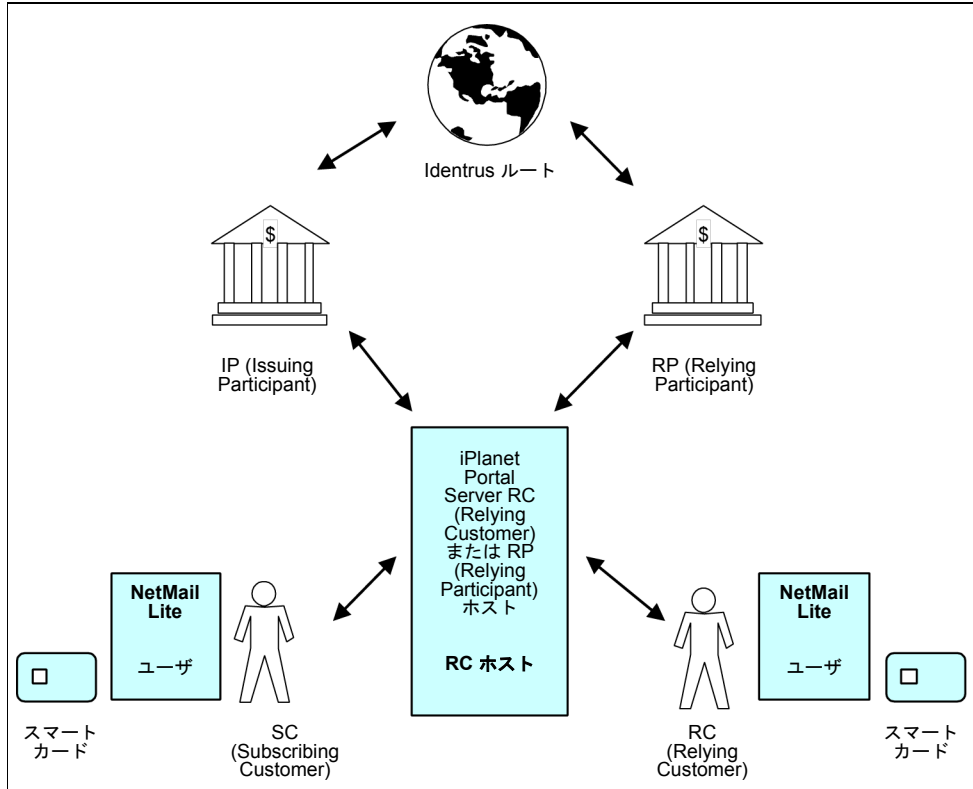 Identrus ルート
$
$
IP (Issuing
Participant)
RP (Relying
Participant)
iPlanet
Portal
Server RC
(Relying
Customer)
または RP
(Relying
Participant)
ホスト
RC ホスト
NetMail
Lite
ユーザ
スマート
カード
SC
(Subscribing
Customer)
NetMail
Lite
ユーザ
RC
(Relying
Customer)
スマート
カード